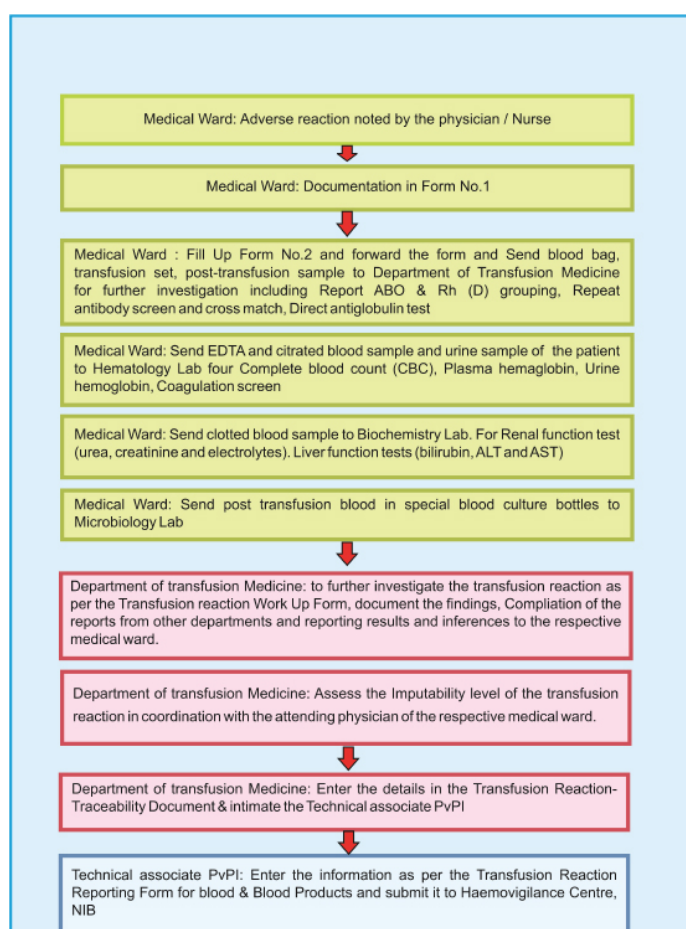 Medical Ward: Adverse reaction noted by the physician / Nurse
Medical Ward: Documentation in Form No.1
Medical Ward : Fill Up Form No.2 and forward the form and Send blood bag,
transfusion set, post-transfusion sample to Department of Transfusion Medicine
for further investigation including Report ABO & Rh (D) grouping, Repeat
antibody screen and cross match, Direct antiglobulin test
Medical Ward: Send EDTA and citrated blood sample and urine sample of the patient
to Hematology Lab four Complete blood count (CBC), Plasma hemaglobin, Urine
hemoglobin, Coagulation screen
Medical Ward: Send clotted blood sample to Biochemistry Lab. For Renal function test
(urea, creatinine and electrolytes). Liver function tests (bilirubin, ALT and AST)
Medical Ward: Send post transfusion blood in special blood culture bottles to
Microbiology Lab
Department of transfusion Medicine: to further investigate the transfusion reaction as
per the Transfusion reaction Work Up Form, document the findings, Compliation of the
reports from other departments and reporting results and inferences to the respective
medical ward.
Department of transfusion Medicine: Assess the Imputability level of the transfusion
reaction in coordination with the attending physician of the respective medical ward.
Department of transfusion Medicine: Enter the details in the Transfusion Reaction-
Traceability Document & intimate the Technical associate PvPI
Technical associate PvPI: Enter the information as per the Transfusion Reaction
Reporting Form for blood & Blood Products and submit it to Haemovigilance Centre,
NIB